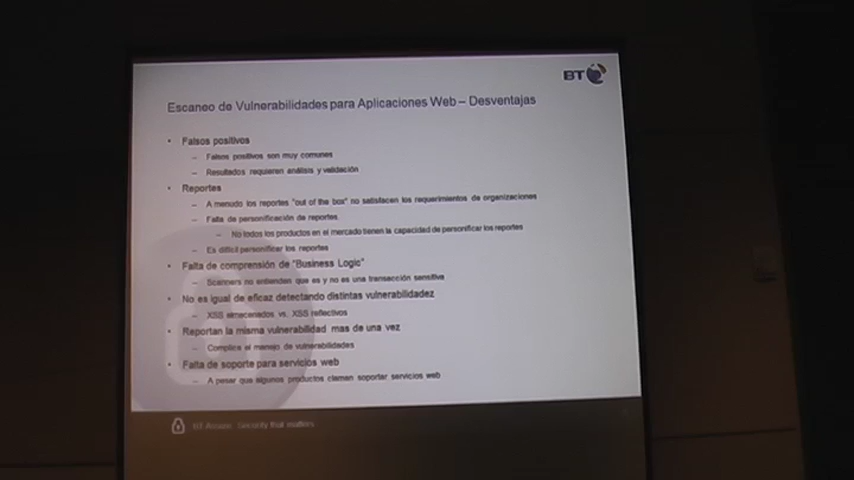 BT
Escaneo de Vulnerabilidades para Aplicaciones Web – Desventajas
• Falsos positivos
– Falsos positivos son muy comunes
– Resultados requieren análisis y validación
• Reportes
– A menudo los reportes "out of the box" no satisfacen los requerimientos de organizaciones
– Falta de personificación de reportes
– No todos los productos en el mercado tienen la capacidad de personificar los reportes
– Es difícil personificar los reportes
• Falta de comprensión de "Business Logic"
– Scanners no entienden que es y no es una transacción sensitiva
• No es igual de eficaz detectando distintas vulnerabilidadez
– XSS almacenados vs. XSS reflectivos
• Reportan la misma vulnerabilidad mas de una vez
– Complica el manejo de vulnerabilidades
• Falta de soporte para servicios web
– A pesar que algunos productos claman soportar servicios web
BT Assure. Security that matters